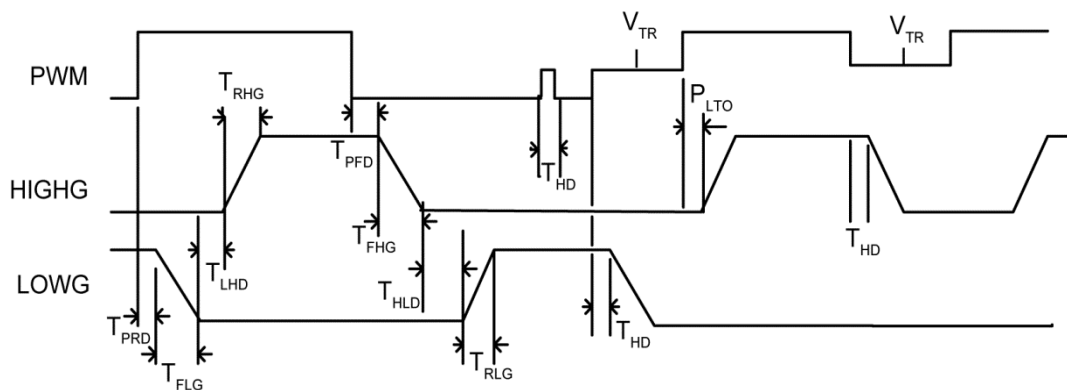 V_TR
V_TR
PWM
T_RHG
P_LTO
T_PFD
T_HD
HIGHG
T_FHG
T_HD
T_LHD
LOWG
T_HLD
T_PRD
T_HD
T_FLG
T_RLG